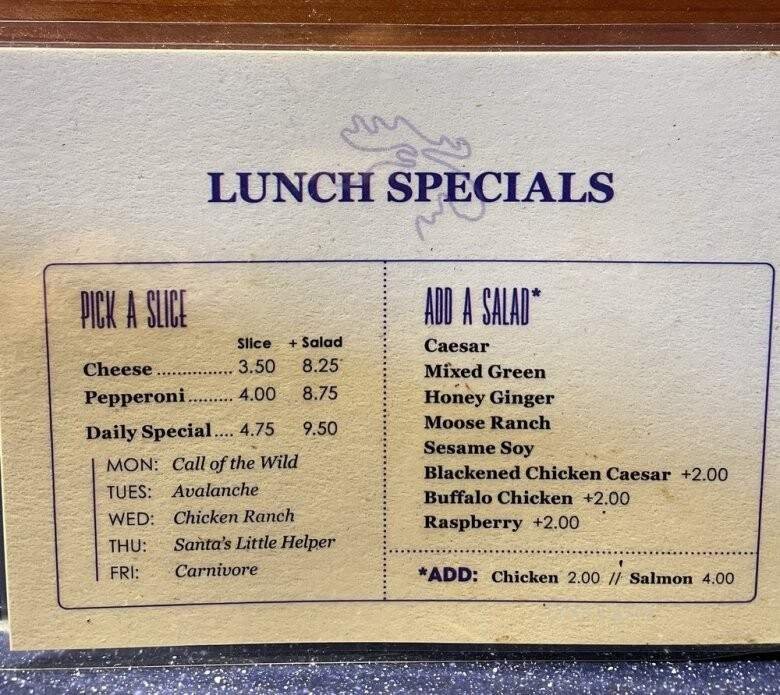 LUNCH SPECIALS
PICK A SLICE
Slice + Salad
Cheese ............... 3.50 8.25
Pepperoni ......... 4.00 8.75
Daily Special .... 4.75 9.50
MON: Call of the Wild
TUES: Avalanche
WED: Chicken Ranch
THU: Santa's Little Helper
FRI: Carnivore
ADD A SALAD*
Caesar
Mixed Green
Honey Ginger
Moose Ranch
Sesame Soy
Blackened Chicken Caesar +2.00
Buffalo Chicken +2.00
Raspberry +2.00
*ADD: Chicken 2.00 // Salmon 4.00